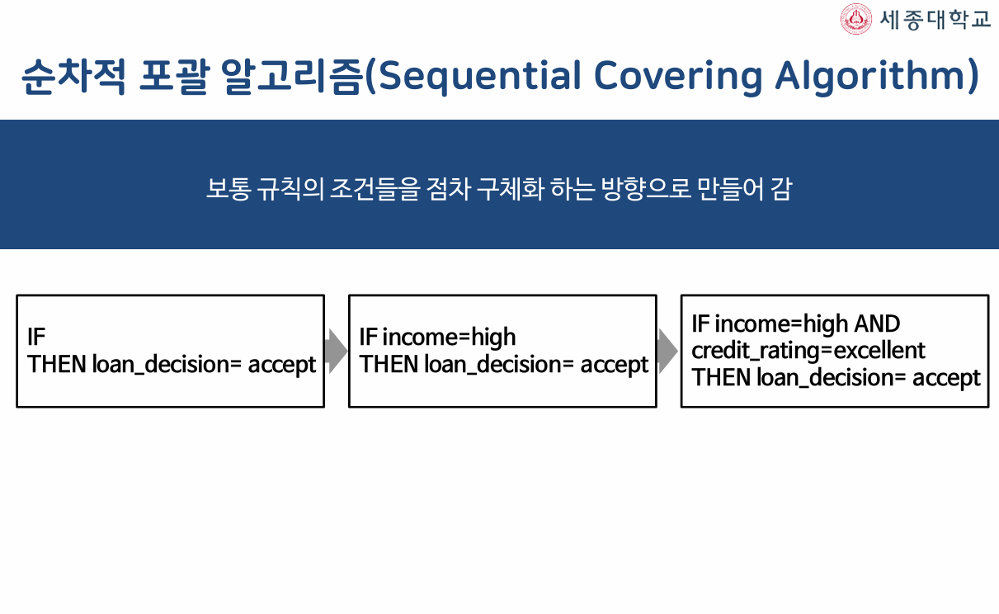 세종대학교
순차적 포괄 알고리즘(Sequential Covering Algorithm)
보통 규칙의 조건들을 점차 구체화 하는 방향으로 만들어 감
IF
THEN loan_decision= accept
IF income=high
THEN loan_decision= accept
IF income=high AND
credit_rating=excellent
THEN loan_decision= accept